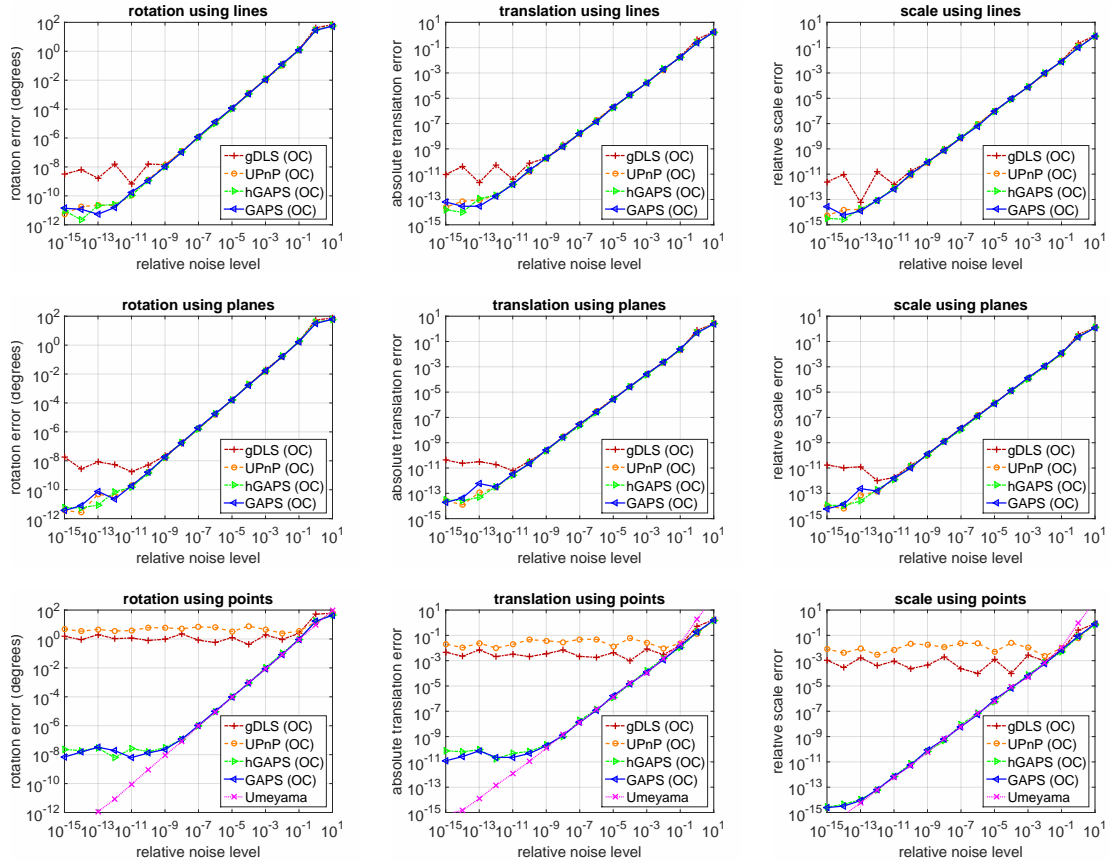 rotation using lines
rotation error (degrees)
10^2
10^0
10^-2
10^-4
10^-6
10^-8
10^-10
10^-12
gDLS (OC)
UPnP (OC)
hGAPS (OC)
GAPS (OC)
10^-15 10^-13 10^-11 10^-9 10^-7 10^-5 10^-3 10^-1 10^1
relative noise level
translation using lines
absolute translation error
10^1
10^-1
10^-3
10^-5
10^-7
10^-9
10^-11
10^-13
10^-15
gDLS (OC)
UPnP (OC)
hGAPS (OC)
GAPS (OC)
10^-15 10^-13 10^-11 10^-9 10^-7 10^-5 10^-3 10^-1 10^1
relative noise level
scale using lines
relative scale error
10^1
10^-1
10^-3
10^-5
10^-7
10^-9
10^-11
10^-13
10^-15
gDLS (OC)
UPnP (OC)
hGAPS (OC)
GAPS (OC)
10^-15 10^-13 10^-11 10^-9 10^-7 10^-5 10^-3 10^-1 10^1
relative noise level
rotation using planes
rotation error (degrees)
10^2
10^0
10^-2
10^-4
10^-6
10^-8
10^-10
10^-12
gDLS (OC)
UPnP (OC)
hGAPS (OC)
GAPS (OC)
10^-15 10^-13 10^-11 10^-9 10^-7 10^-5 10^-3 10^-1 10^1
relative noise level
translation using planes
absolute translation error
10^1
10^-1
10^-3
10^-5
10^-7
10^-9
10^-11
10^-13
10^-15
gDLS (OC)
UPnP (OC)
hGAPS (OC)
GAPS (OC)
10^-15 10^-13 10^-11 10^-9 10^-7 10^-5 10^-3 10^-1 10^1
relative noise level
scale using planes
relative scale error
10^1
10^-1
10^-3
10^-5
10^-7
10^-9
10^-11
10^-13
10^-15
gDLS (OC)
UPnP (OC)
hGAPS (OC)
GAPS (OC)
10^-15 10^-13 10^-11 10^-9 10^-7 10^-5 10^-3 10^-1 10^1
relative noise level
rotation using points
rotation error (degrees)
10^2
10^0
10^-2
10^-4
10^-6
10^-8
10^-10
10^-12
gDLS (OC)
UPnP (OC)
hGAPS (OC)
GAPS (OC)
Umeyama
10^-15 10^-13 10^-11 10^-9 10^-7 10^-5 10^-3 10^-1 10^1
relative noise level
translation using points
absolute translation error
10^1
10^-1
10^-3
10^-5
10^-7
10^-9
10^-11
10^-13
10^-15
gDLS (OC)
UPnP (OC)
hGAPS (OC)
GAPS (OC)
Umeyama
10^-15 10^-13 10^-11 10^-9 10^-7 10^-5 10^-3 10^-1 10^1
relative noise level
scale using points
relative scale error
10^1
10^-1
10^-3
10^-5
10^-7
10^-9
10^-11
10^-13
10^-15
gDLS (OC)
UPnP (OC)
hGAPS (OC)
GAPS (OC)
Umeyama
10^-15 10^-13 10^-11 10^-9 10^-7 10^-5 10^-3 10^-1 10^1
relative noise level